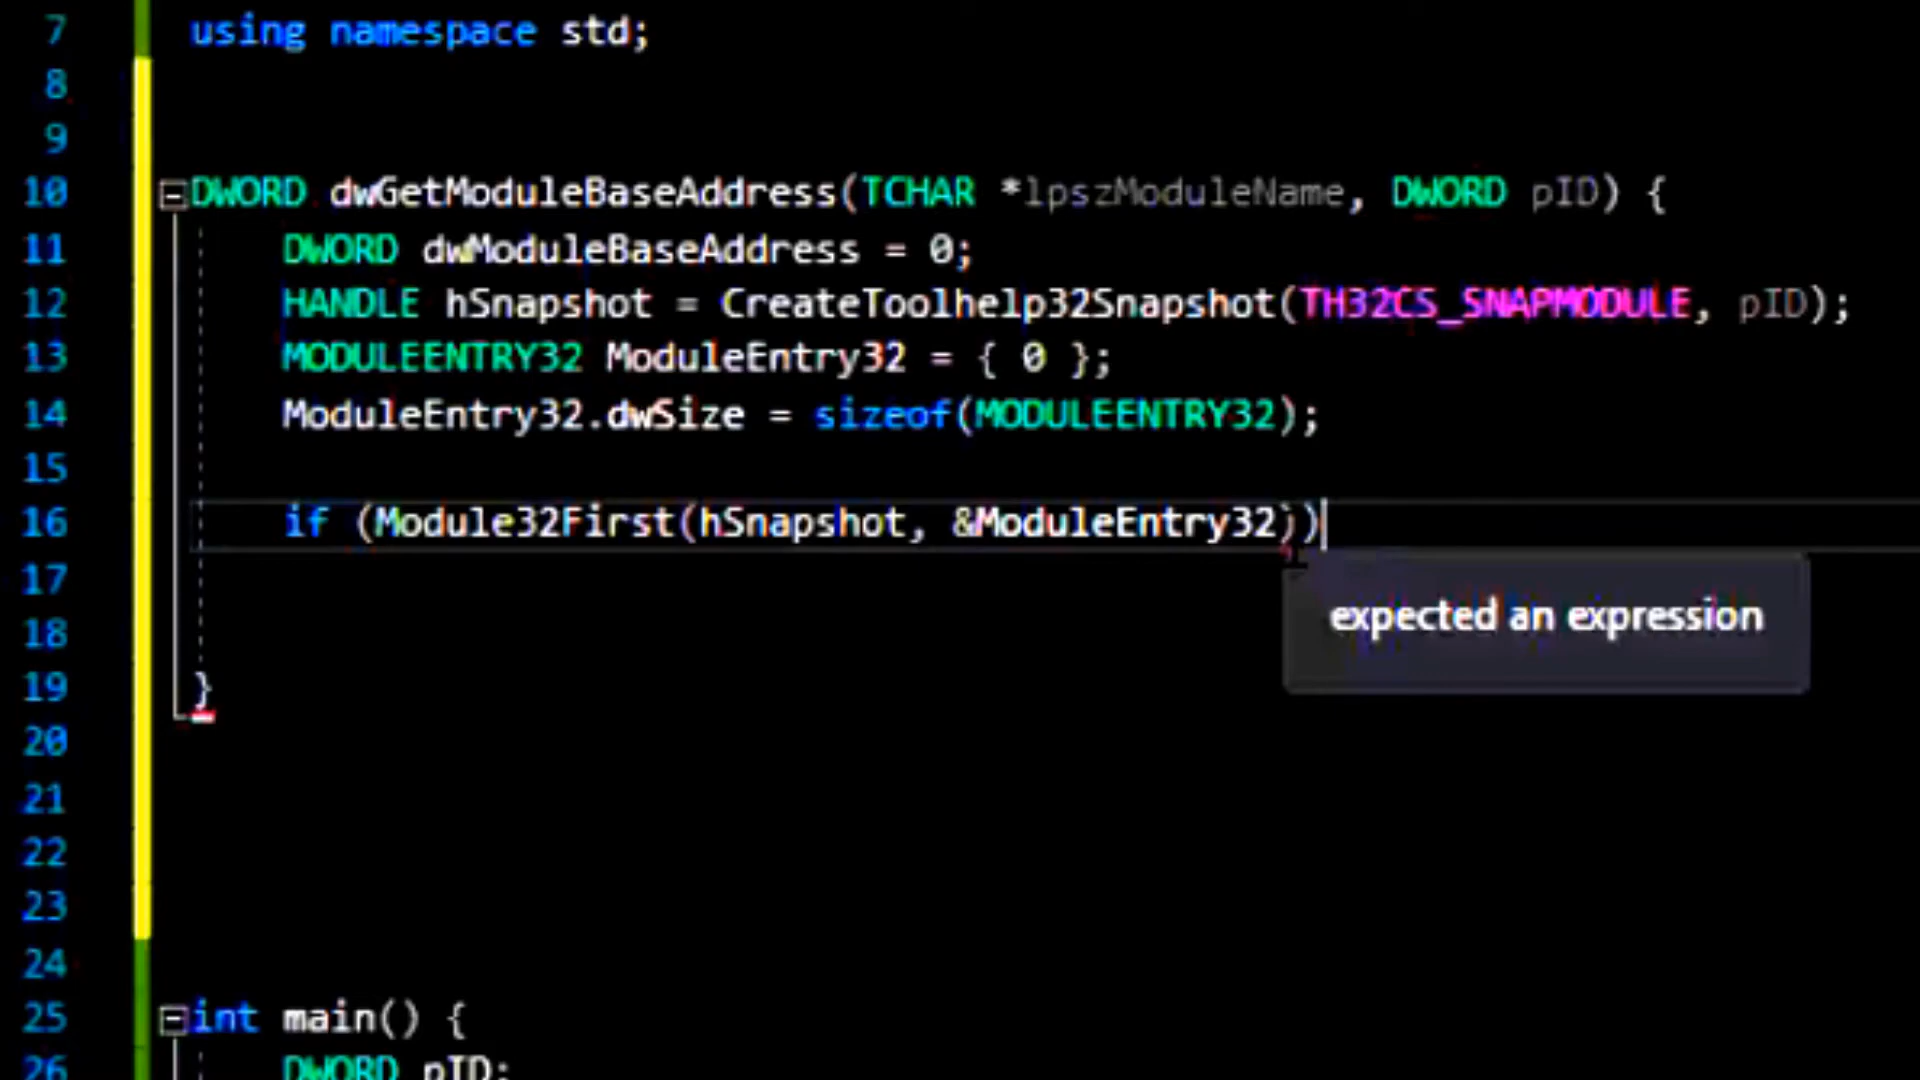 7 using namespace std;
8
9
10 DWORD dwGetModuleBaseAddress(TCHAR *lpszModuleName, DWORD pID) {
11 DWORD dwModuleBaseAddress = 0;
12 HANDLE hSnapshot = CreateToolhelp32Snapshot(TH32CS_SNAPMODULE, pID);
13 MODULEENTRY32 ModuleEntry32 = { 0 };
14 ModuleEntry32.dwSize = sizeof(MODULEENTRY32);
15
16 if (Module32First(hSnapshot, &ModuleEntry32))
17
expected an expression
18
19 }
20
21
22
23
24
25 int main() {
26 DWORD pID;